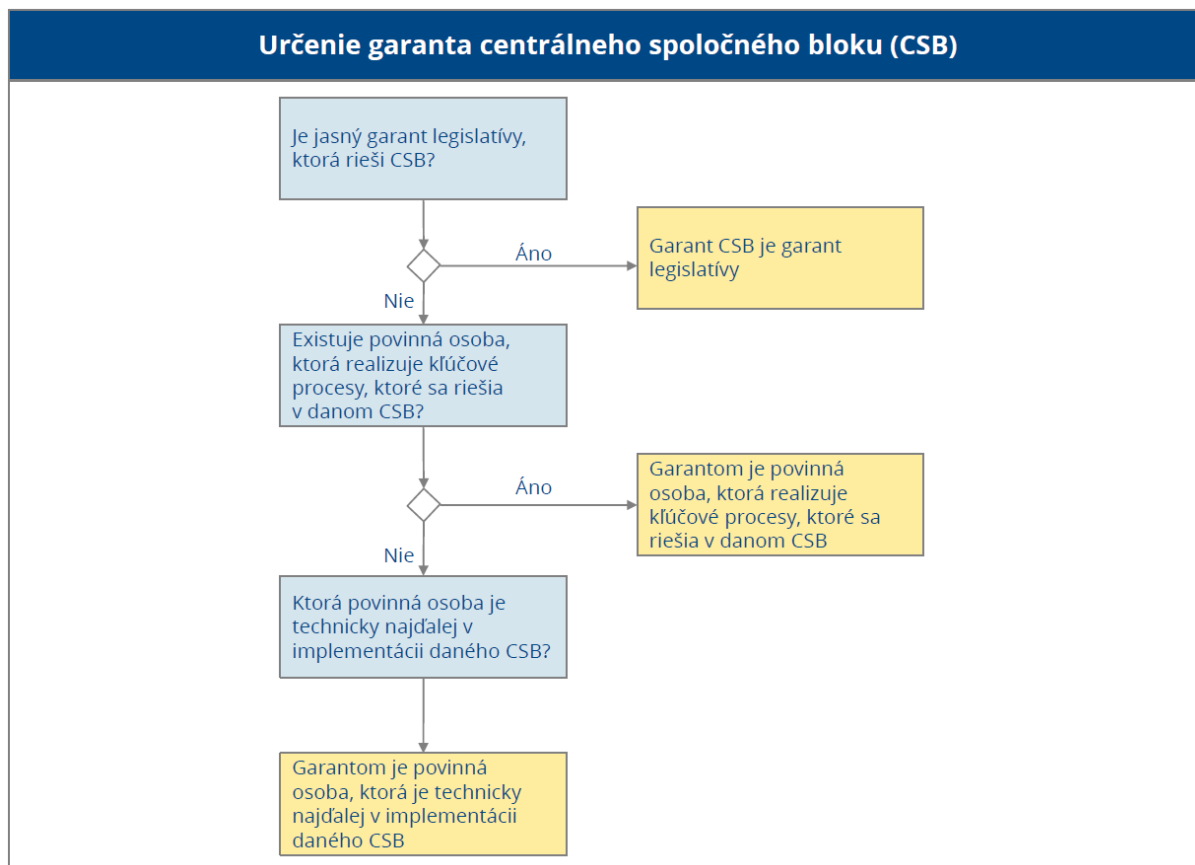 Určenie garanta centrálneho spoločného bloku (CSB)
Je jasný garant legislatívy,
ktorá rieši CSB?
Áno
Garant CSB je garant
legislatívy
Nie
Existuje povinná osoba,
ktorá realizuje kľúčové
procesy, ktoré sa riešia
v danom CSB?
Áno
Garantom je povinná
osoba, ktorá realizuje
kľúčové procesy, ktoré sa
riešia v danom CSB
Nie
Ktorá povinná osoba je
technicky najďalej v
implementácii daného CSB?
Garantom je povinná
osoba, ktorá je technicky
najďalej v implementácii
daného CSB